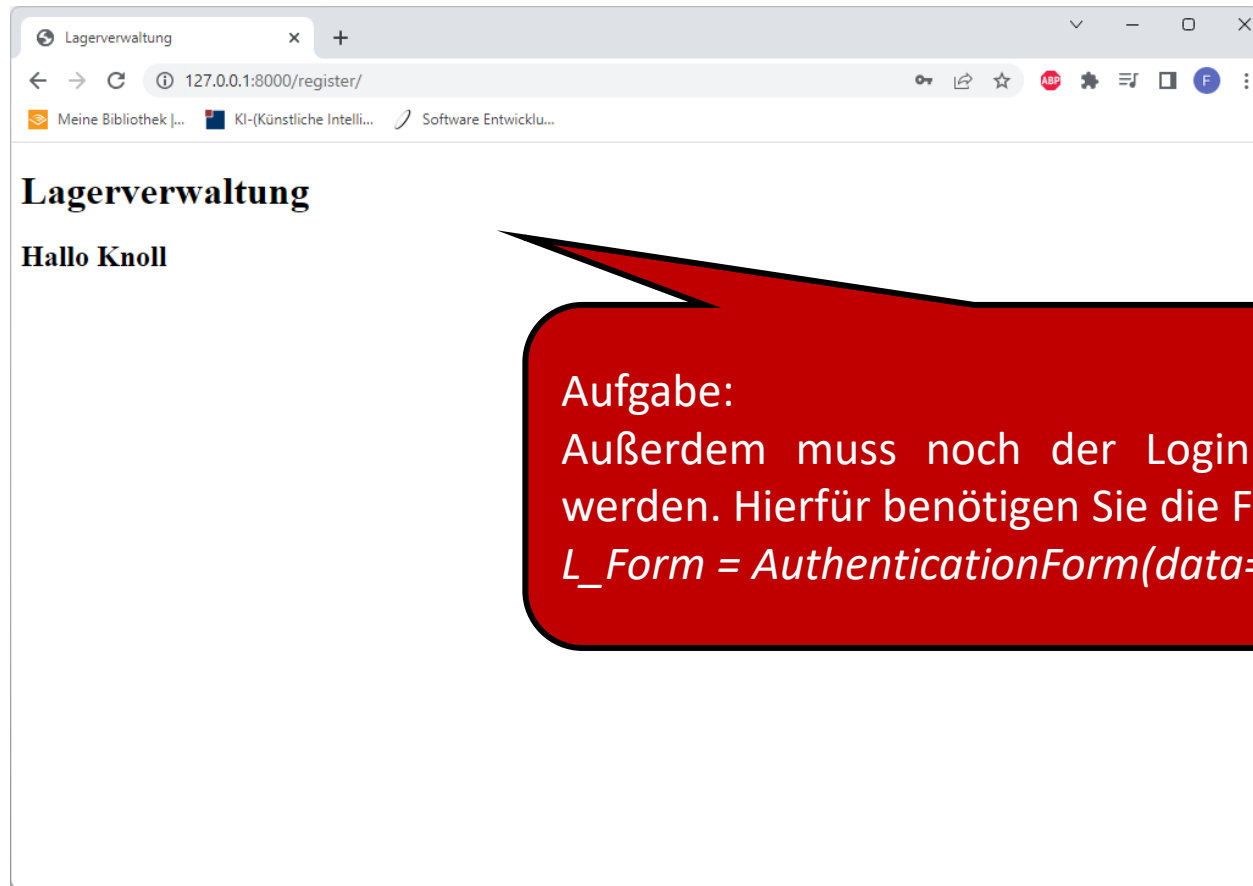 Lagerverwaltung
127.0.0.1:8000/register/
ABP
F
Meine Bibliothek |...
KI-(Künstliche Intelli...
Software Entwicklu...
Lagerverwaltung
Hallo Knoll
Aufgabe:
Außerdem muss noch der Login
werden. Hierfür benötigen Sie die F
L_Form = AuthenticationForm(data=